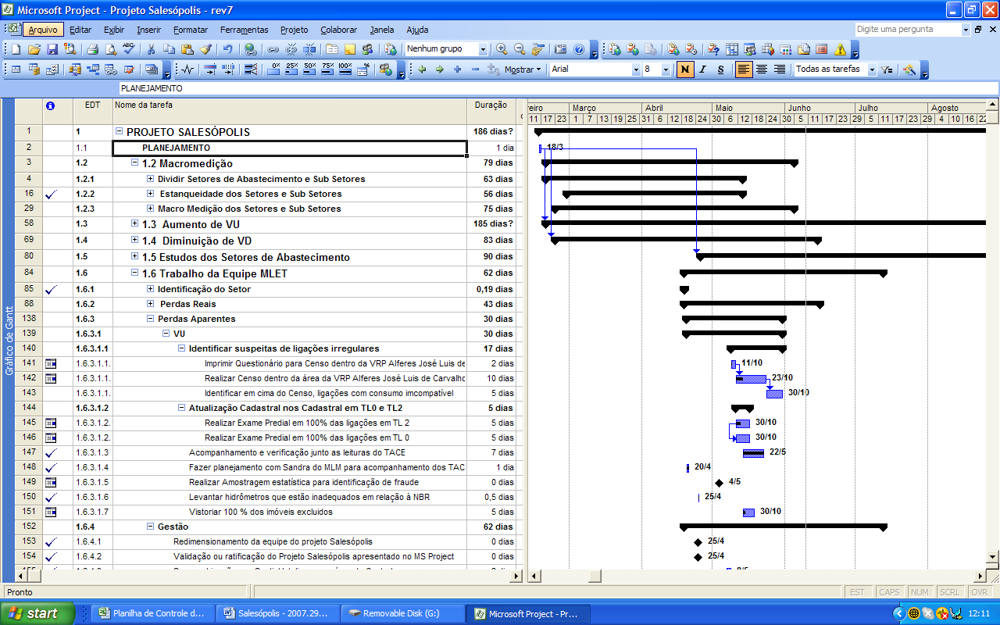 Microsoft Project - Projeto Salesópolis - rev7
Arquivo Editar Exibir Inserir Formatar Ferramentas Projeto Colaborar Janela Ajuda Digite uma pergunta
Nenhum grupo
0% 25% 50% 75% 100% Mostrar Arial 8 N I S Todas as tarefas
PLANEJAMENTO
EDT Nome da tarefa Duração reiro Março Abril Maio Junho Julho Agosto
11 17 23 1 7 13 19 25 31 6 12 18 24 30 6 12 18 24 30 5 11 17 23 29 5 11 17 23 29 4 10 16 22
1 1 PROJETO SALESÓPOLIS 186 dias?
2 1.1 PLANEJAMENTO 1 dia 18/3
3 1.2 1.2 Macromedição 79 dias
4 1.2.1 Dividir Setores de Abastecimento e Sub Setores 63 dias
16 1.2.2 Estanqueidade dos Setores e Sub Setores 56 dias
29 1.2.3 Macro Medição dos Setores e Sub Setores 75 dias
58 1.3 1.3 Aumento de VU 185 dias?
69 1.4 1.4 Diminuição de VD 83 dias
80 1.5 1.5 Estudos dos Setores de Abastecimento 90 dias
84 1.6 1.6 Trabalho da Equipe MLET 62 dias
85 1.6.1 Identificação do Setor 0,19 dias
88 1.6.2 Perdas Reais 43 dias
138 1.6.3 Perdas Aparentes 30 dias
139 1.6.3.1 VU 30 dias
140 1.6.3.1.1 Identificar suspeitas de ligações irregulares 17 dias
141 1.6.3.1.1. Imprimir Questionário para Censo dentro da VRP Alferes José Luis de 2 dias 11/10
142 1.6.3.1.1. Realizar Censo dentro da área da VRP Alferes José Luis de Carvalho 10 dias 23/10
143 1.6.3.1.1. Identificar em cima do Censo, ligações com consumo imcompatível 5 dias 30/10
144 1.6.3.1.2 Atualização Cadastral nos Cadastral em TL0 e TL2 5 dias
145 1.6.3.1.2. Realizar Exame Predial em 100% das ligações em TL 2 5 dias 30/10
146 1.6.3.1.2. Realizar Exame Predial em 100% das ligações em TL 0 5 dias 30/10
147 1.6.3.1.3 Acompanhamento e verificação junto as leituras do TACE 7 dias 22/5
148 1.6.3.1.4 Fazer planejamento com Sandra do MLM para acompanhamento dos TAC 1 dia 20/4
149 1.6.3.1.5 Realizar Amostragem estatística para identificação de fraude 0 dias 4/5
150 1.6.3.1.6 Levantar hidrômetros que estão inadequados em relação à NBR 0,5 dias 25/4
151 1.6.3.1.7 Vistoriar 100 % dos imóveis excluidos 5 dias 30/10
152 1.6.4 Gestão 62 dias
153 1.6.4.1 Redimensionamento da equipe do projeto Salesópolis 0 dias 25/4
154 1.6.4.2 Validação ou ratificação do Projeto Salesópolis apresentado no MS Project 0 dias 25/4
Gráfico de Gantt
Pronto EST CAPS NUM SCRL OVR
start Planilha de Controle d... Salesópolis - 2007.29... Removable Disk (G:) Microsoft Project - Pr... 12:11